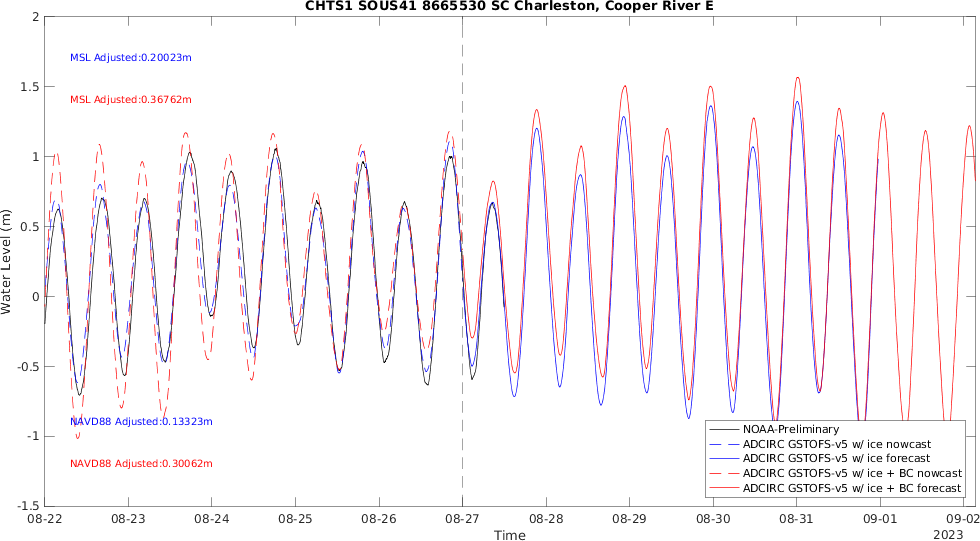 CHTS1 SOUS41 8665530 SC Charleston, Cooper River E
2
1.5
1
0.5
0
-0.5
-1
-1.5
Water Level (m)
MSL Adjusted:0.20023m
MSL Adjusted:0.36762m
NAVD88 Adjusted:0.13323m
NAVD88 Adjusted:0.30062m
NOAA-Preliminary
ADCIRC GSTOFS-v5 w/ ice nowcast
ADCIRC GSTOFS-v5 w/ ice forecast
ADCIRC GSTOFS-v5 w/ ice + BC nowcast
ADCIRC GSTOFS-v5 w/ ice + BC forecast
08-22 08-23 08-24 08-25 08-26 08-27 08-28 08-29 08-30 08-31 09-01 09-02
Time
2023